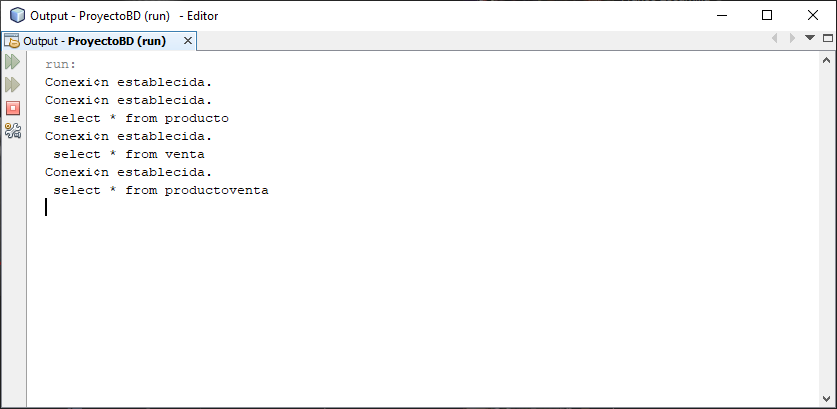 Output - ProyectoBD (run) - Editor
Output - ProyectoBD (run)
run:
Conexi¢n establecida.
Conexi¢n establecida.
select * from producto
Conexi¢n establecida.
select * from venta
Conexi¢n establecida.
select * from productoventa